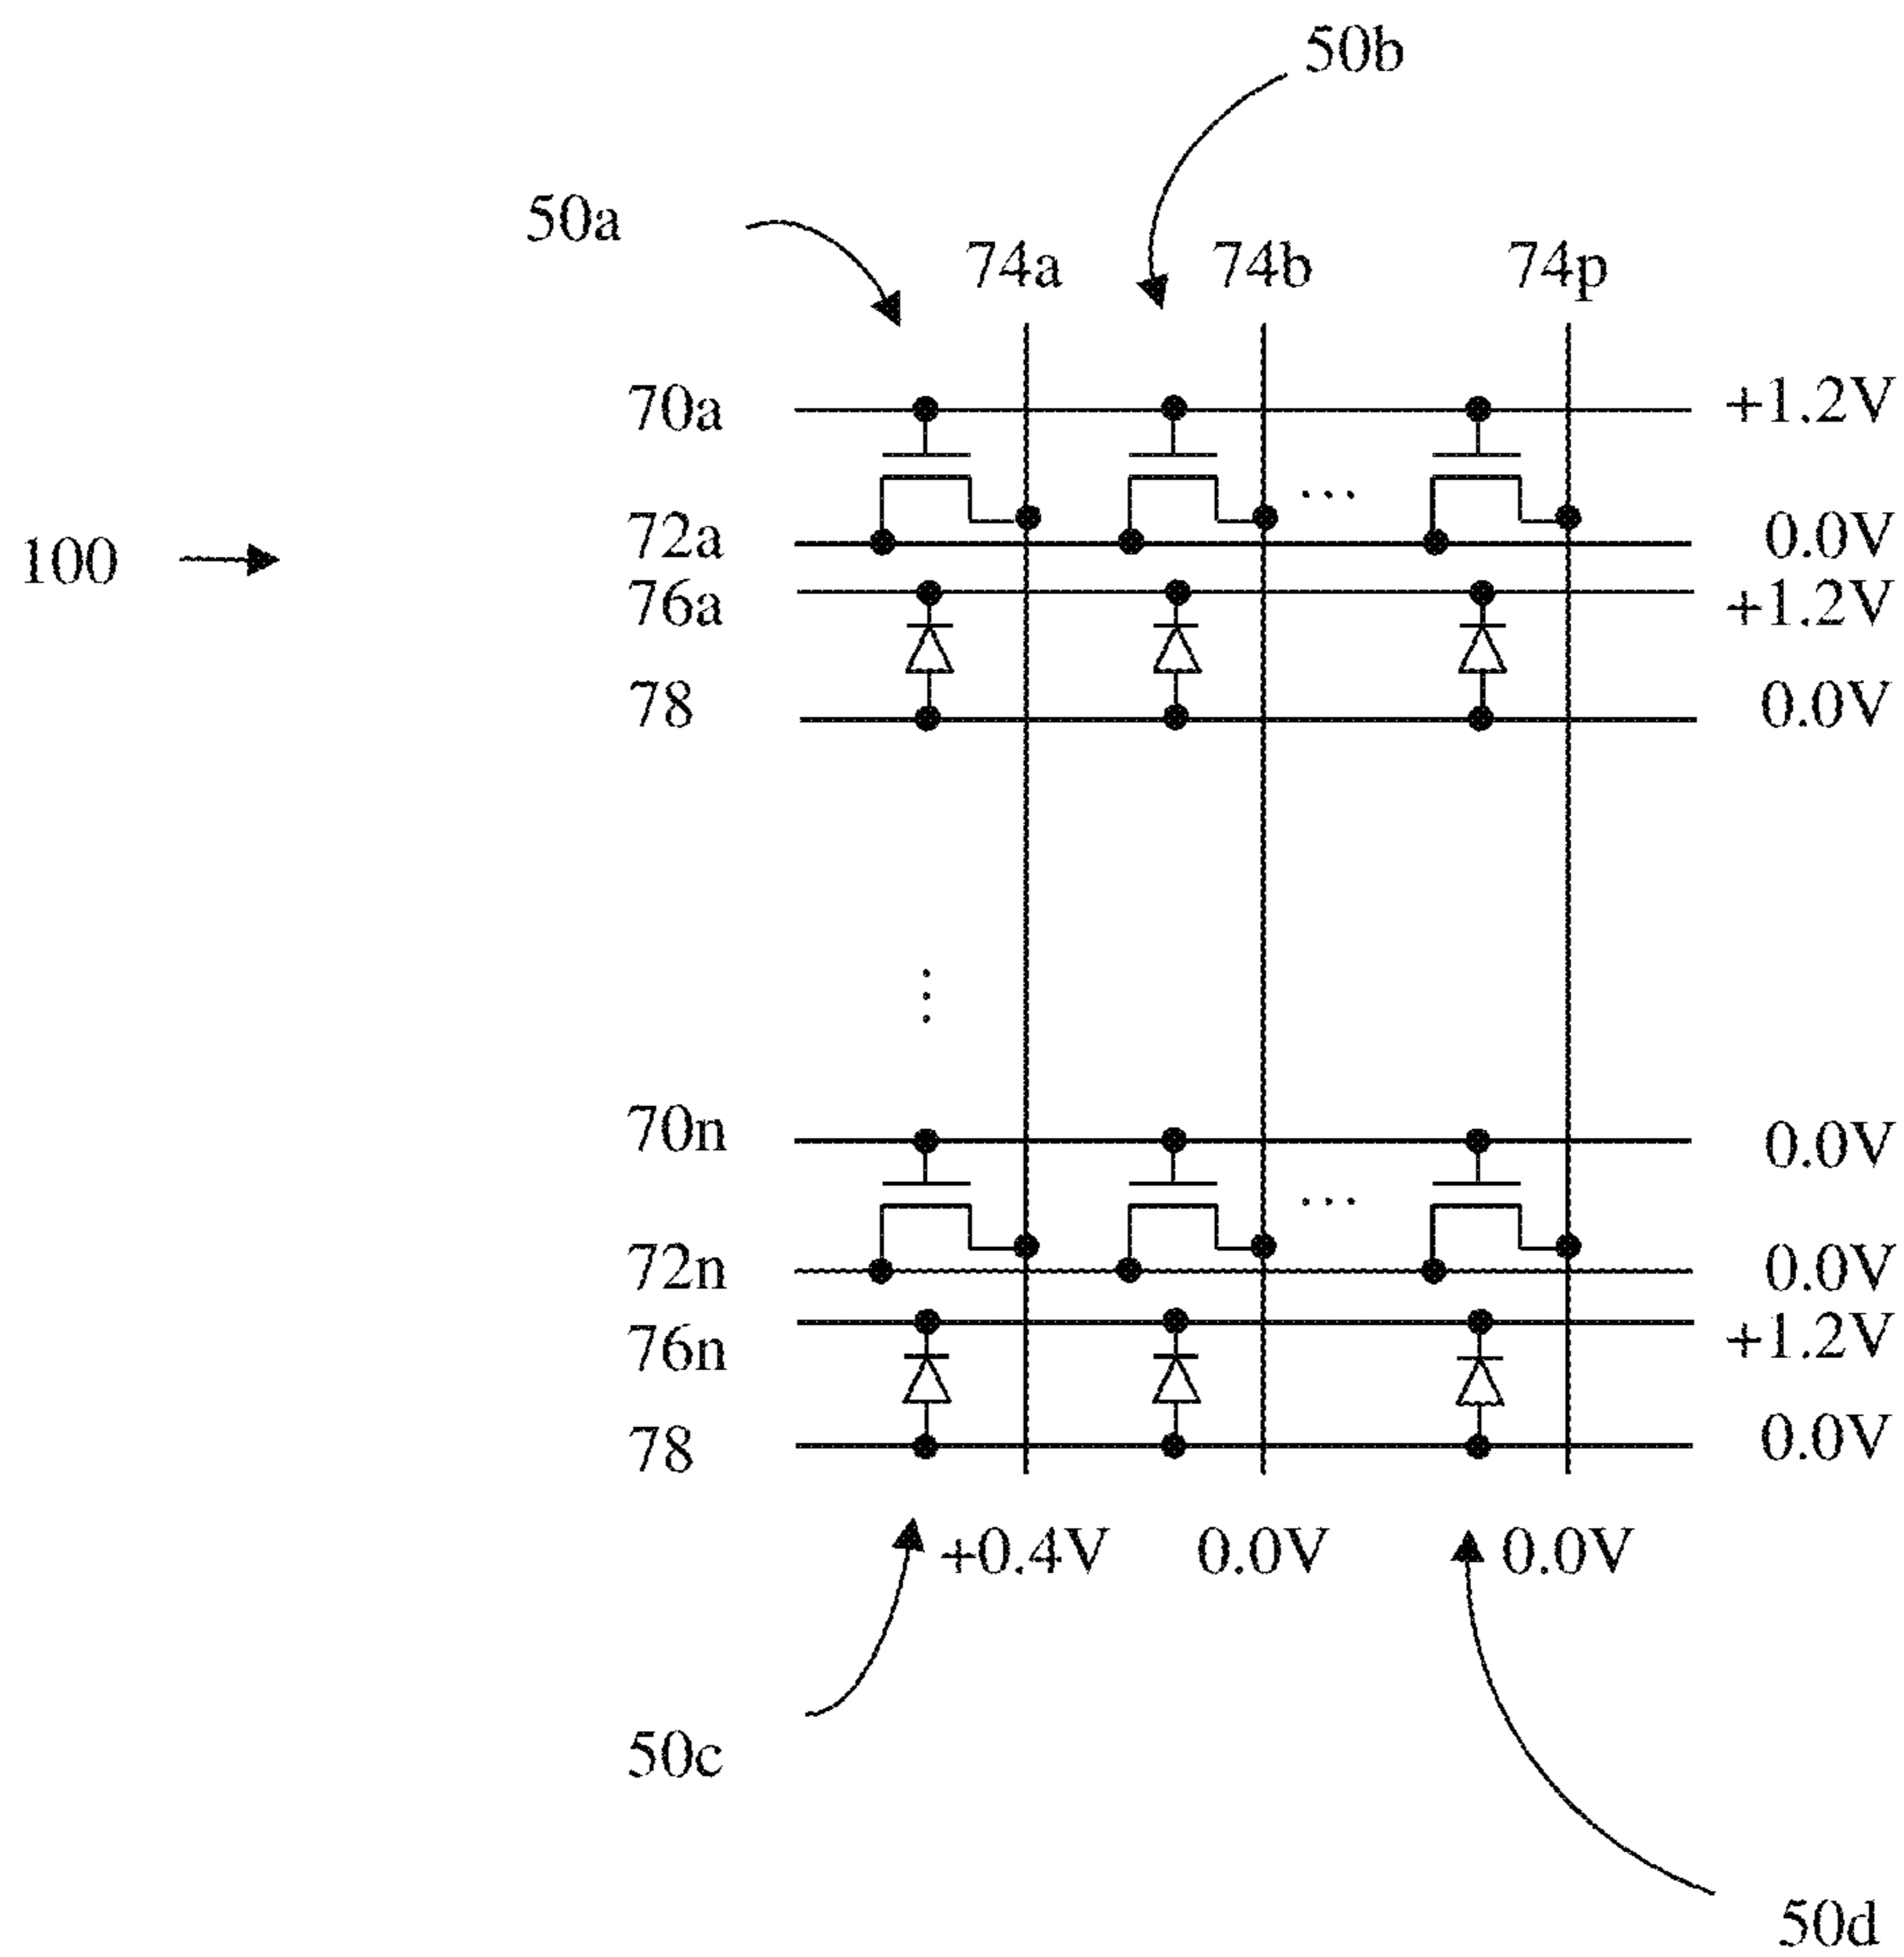 50b
50a
74a 74b 74p
70a +1.2V
...
72a 0.0V
100
76a +1.2V
78 0.0V
70n 0.0V
...
72n 0.0V
76n +1.2V
78 0.0V
+0.4V 0.0V 0.0V
50c
50d